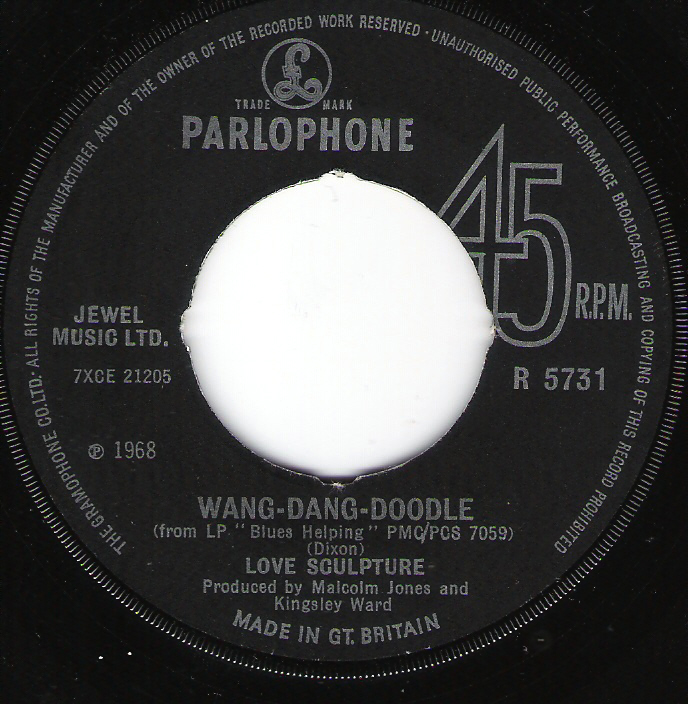 THE GRAMOPHONE CO.LTD. ALL RIGHTS OF THE MANUFACTURER AND OF THE OWNER OF THE RECORDED WORK RESERVED · UNAUTHORISED PUBLIC PERFORMANCE BROADCASTING AND COPYING OF THIS RECORD PROHIBITED
£
TRADE MARK
PARLOPHONE
45
R.P.M.
JEWEL
MUSIC LTD.
7XCE 21205
R 5731
℗ 1968
WANG-DANG-DOODLE
(from LP "Blues Helping" PMC/PCS 7059)
(Dixon)
LOVE SCULPTURE
Produced by Malcolm Jones and
Kingsley Ward
MADE IN GT. BRITAIN